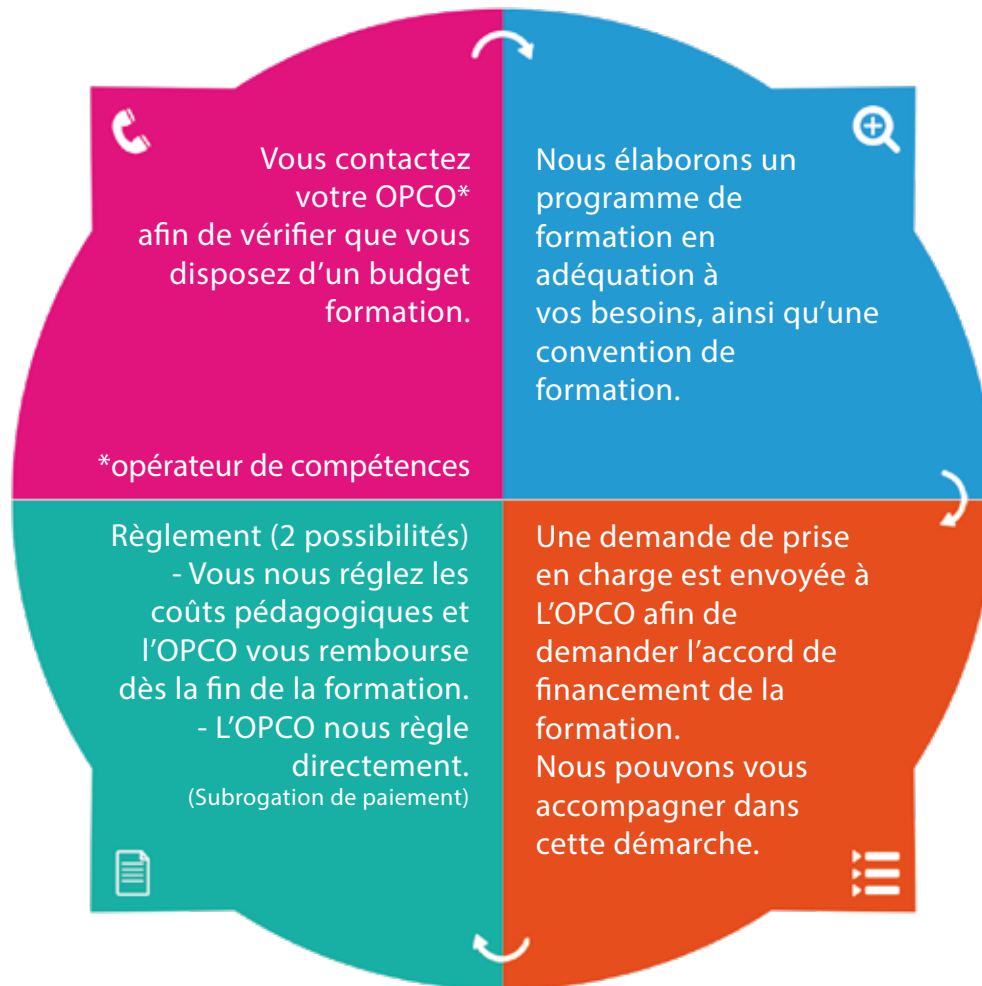 Vous contactez
votre OPCO*
afin de vérifier que vous
disposez d'un budget
formation.
*opérateur de compétences
Nous élaborons un
programme de
formation en
adéquation à
vos besoins, ainsi qu'une
convention de
formation.
Une demande de prise
en charge est envoyée à
L'OPCO afin de
demander l'accord de
financement de la
formation.
Nous pouvons vous
accompagner dans
cette démarche.
Règlement (2 possibilités)
- Vous nous réglez les
coûts pédagogiques et
l'OPCO vous rembourse
dès la fin de la formation.
- L'OPCO nous règle
directement.
(Subrogation de paiement)